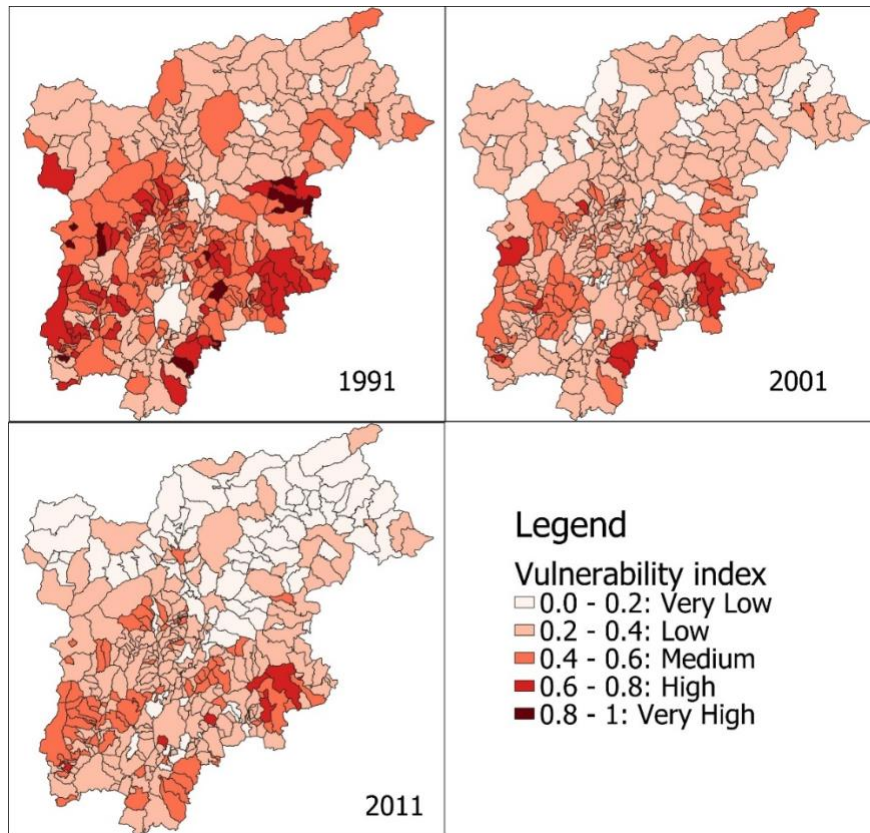 1991
2001
2011
Legend
Vulnerability index
0.0 - 0.2: Very Low
0.2 - 0.4: Low
0.4 - 0.6: Medium
0.6 - 0.8: High
0.8 - 1: Very High